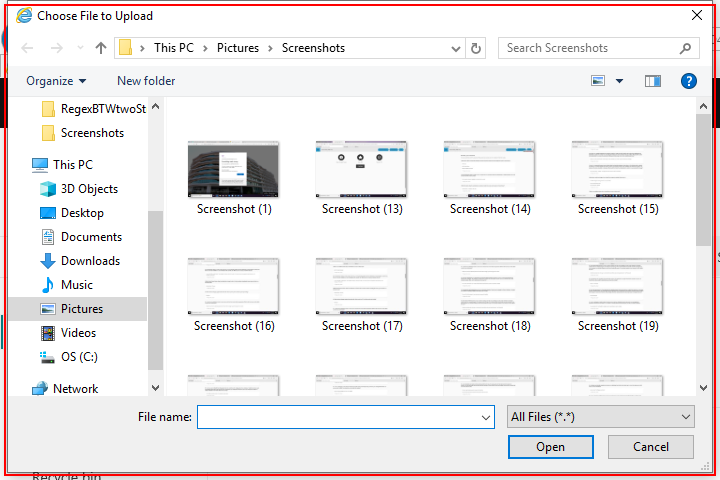 Choose File to Upload
This PC > Pictures > Screenshots
Search Screenshots
Organize
New folder
RegexBTWtwoSt
Screenshots
This PC
3D Objects
Desktop
Documents
Downloads
Music
Pictures
Videos
OS (C:)
Network
Screenshot (1)
Screenshot (13)
Screenshot (14)
Screenshot (15)
Screenshot (16)
Screenshot (17)
Screenshot (18)
Screenshot (19)
File name:
All Files (*.*)
Open
Cancel
Recycle bin